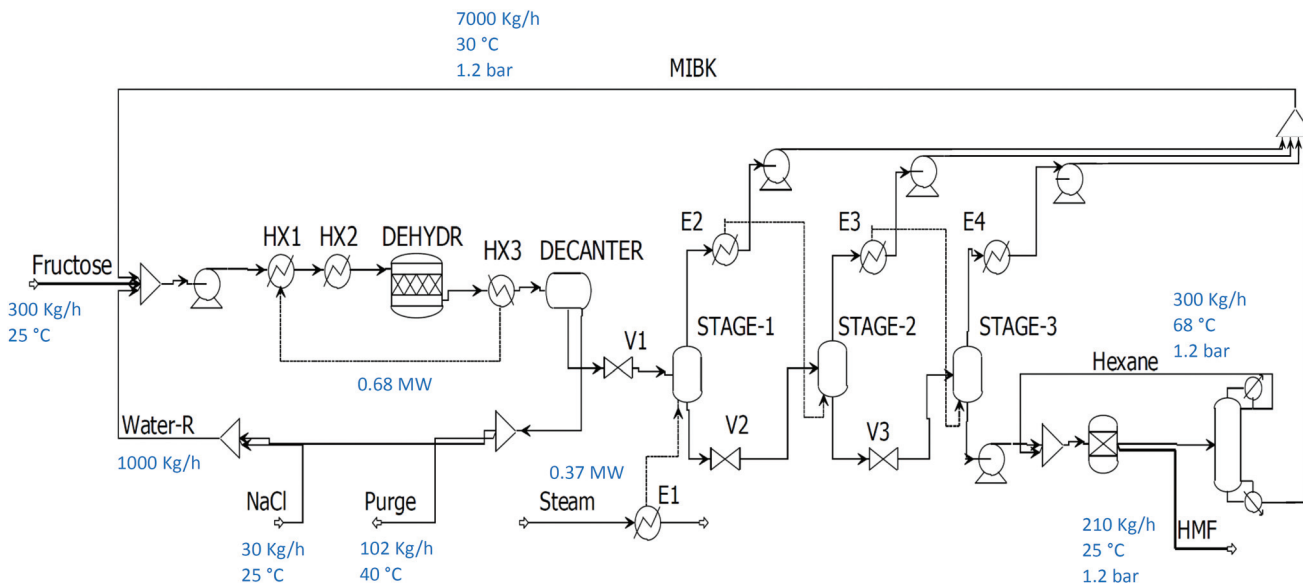 7000 Kg/h
30 °C
1.2 bar
MIBK
E2
E3
E4
HX1
HX2
DEHYDR
HX3
DECANTER
Fructose
300 Kg/h
25 °C
V1
STAGE-1
STAGE-2
STAGE-3
300 Kg/h
68 °C
1.2 bar
Hexane
0.68 MW
Water-R
1000 Kg/h
V2
V3
0.37 MW
NaCl
Purge
Steam
E1
30 Kg/h
25 °C
102 Kg/h
40 °C
210 Kg/h
25 °C
1.2 bar
HMF